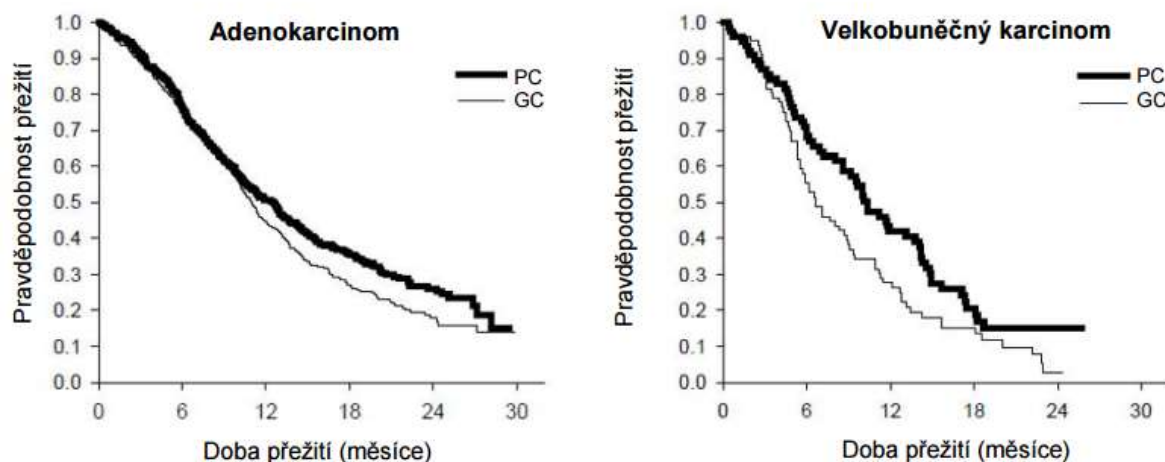 Adenokarcinom
PC
GC
Pravděpodobnost přežití
1.0
0.9
0.8
0.7
0.6
0.5
0.4
0.3
0.2
0.1
0.0
0 6 12 18 24 30
Doba přežití (měsíce)
Velkobuněčný karcinom
PC
GC
Pravděpodobnost přežití
1.0
0.9
0.8
0.7
0.6
0.5
0.4
0.3
0.2
0.1
0.0
0 6 12 18 24 30
Doba přežití (měsíce)